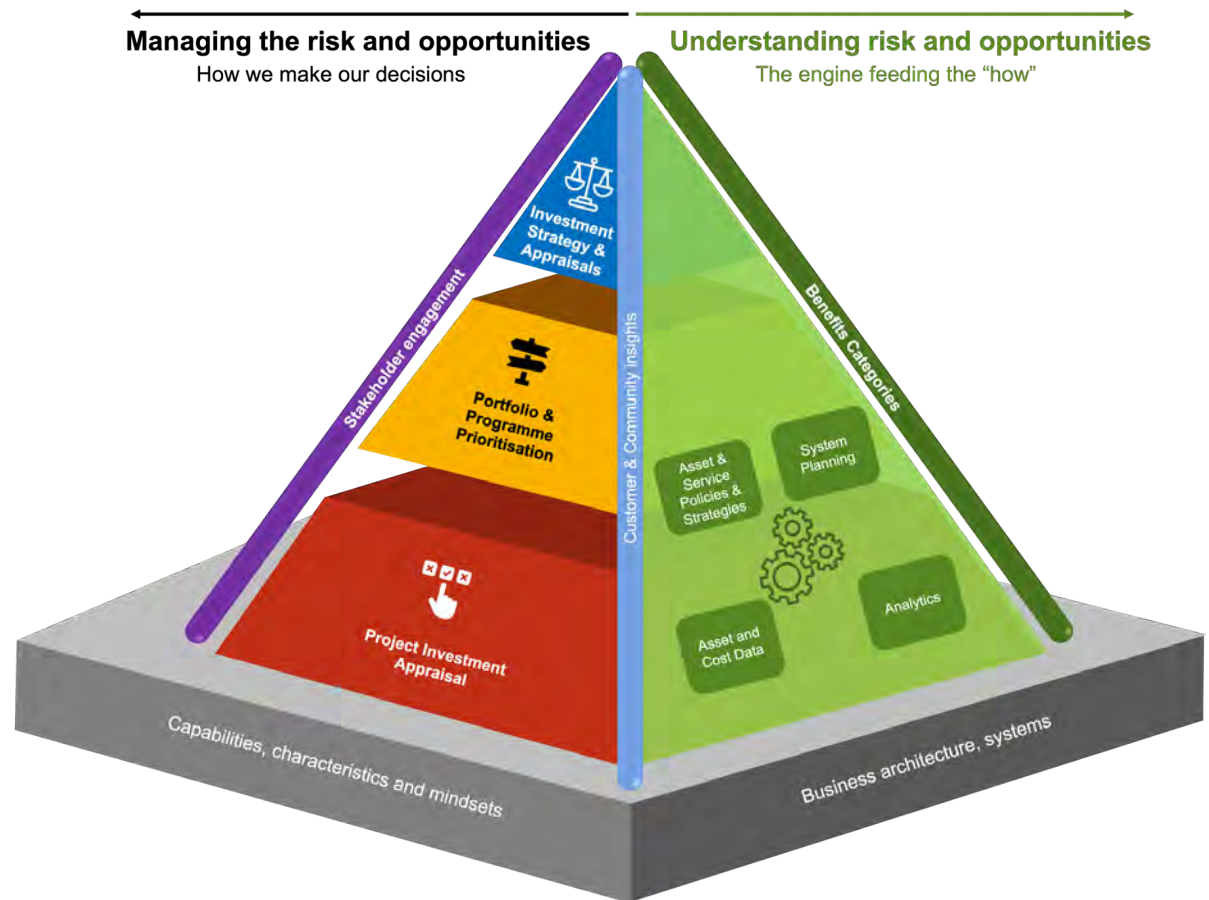 Managing the risk and opportunities
How we make our decisions
Understanding risk and opportunities
The engine feeding the “how”
Investment
Strategy &
Appraisals
Portfolio &
Programme
Prioritisation
Project Investment
Appraisal
Stakeholder engagement
Customer & Community insights
Benefits Categories
Asset &
Service
Policies &
Strategies
System
Planning
Asset and
Cost Data
Analytics
Capabilities, characteristics and mindsets
Business architecture, systems